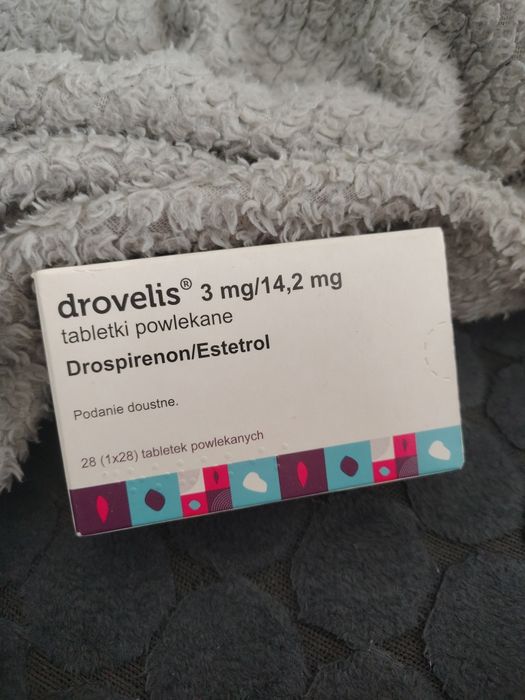 drovelis® 3 mg/14,2 mg
tabletki powlekane
Drospirenon/Estetrol
Podanie doustne.
28 (1x28) tabletek powlekanych